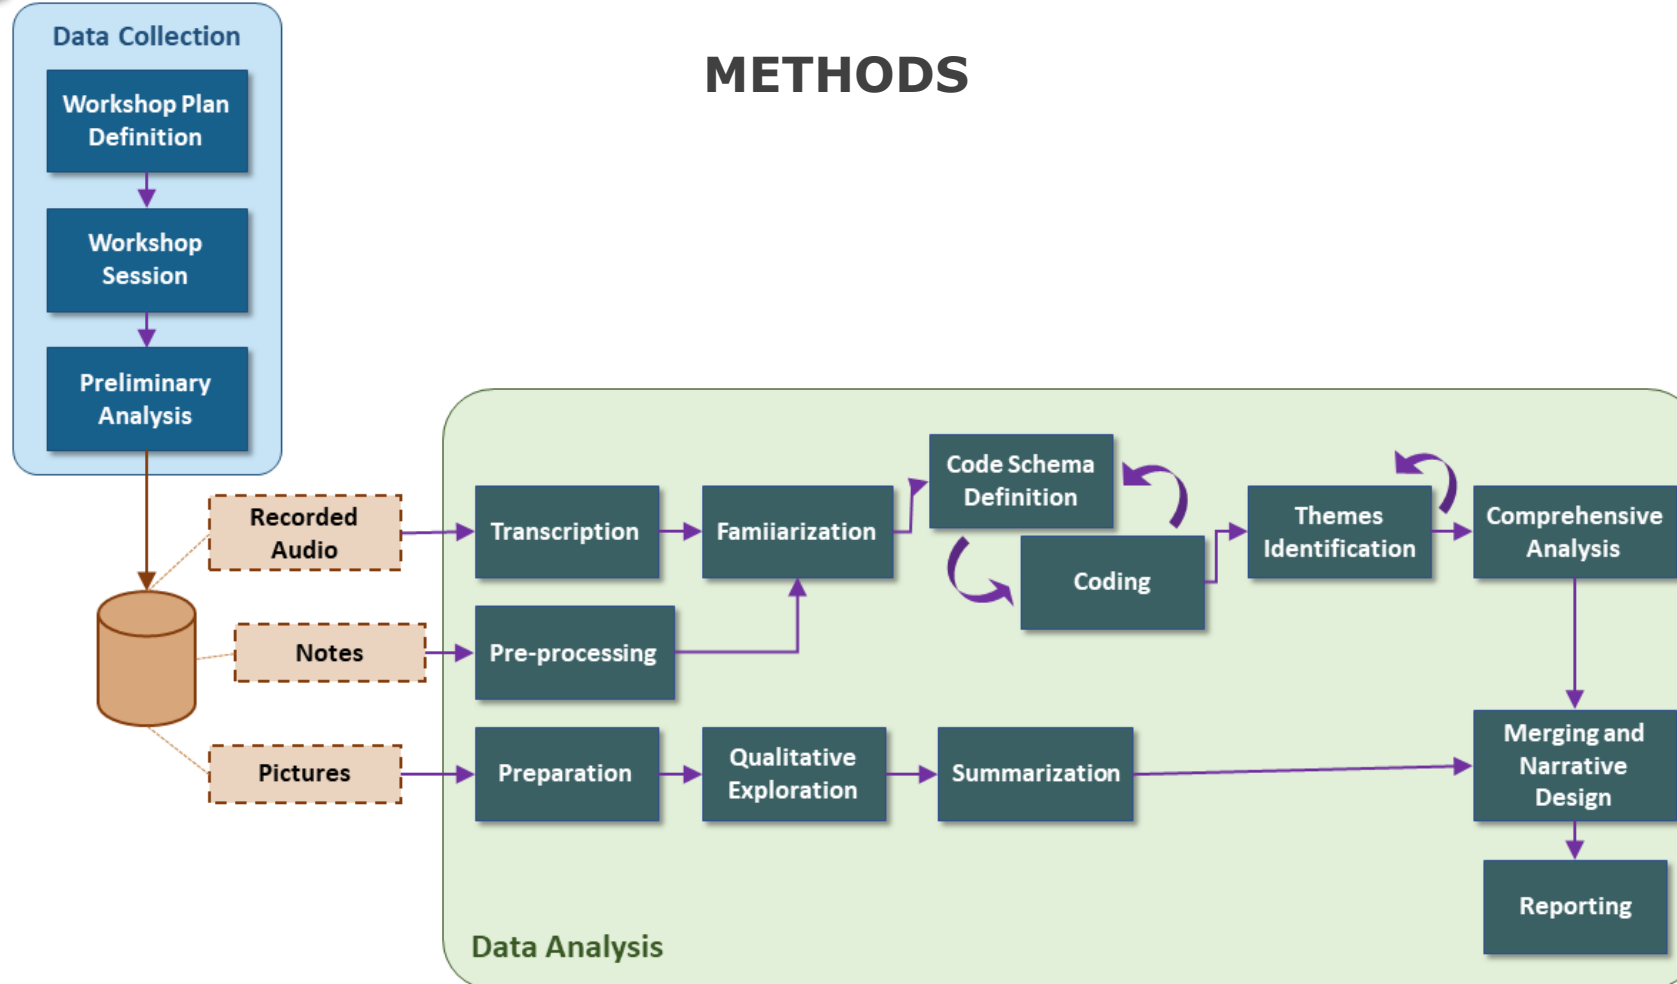 Data Collection
METHODS
Workshop Plan
Definition
Workshop
Session
Preliminary
Analysis
Recorded
Audio
Notes
Pictures
Transcription
Famiiarization
Code Schema
Definition
Coding
Themes
Identification
Comprehensive
Analysis
Pre-processing
Preparation
Qualitative
Exploration
Summarization
Merging and
Narrative
Design
Reporting
Data Analysis